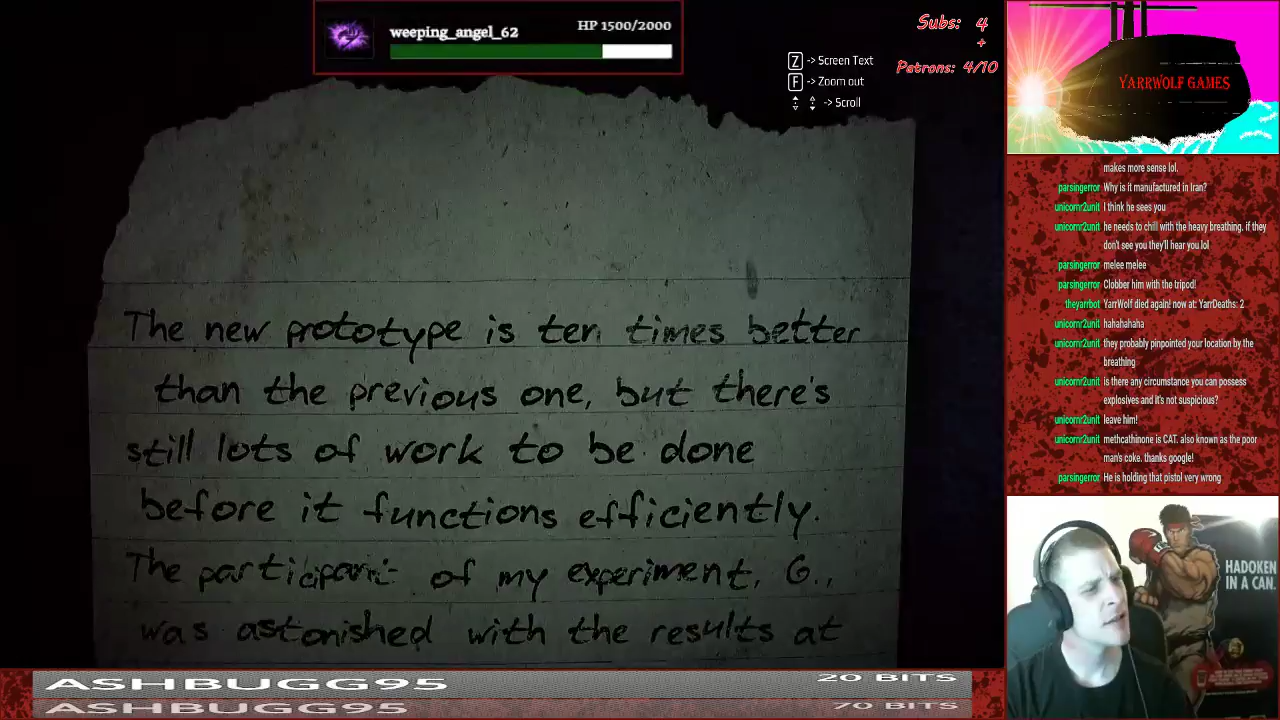 weeping_angel_62
HP 1500/2000
Z -> Screen Text
F -> Zoom out
-> Scroll
Subs: 4
+
Patrons: 4/10
YARRWOLF GAMES
The new prototype is ten times better
than the previous one, but there's
still lots of work to be done
before it functions efficiently.
The participant of my experiment, G.,
was astonished with the results at
makes more sense lol.
parsingerror Why is it manufactured in Iran?
unicornr2unit I think he sees you
unicornr2unit he needs to chill with the heavy breathing. if they
don't see you they'll hear you lol
parsingerror melee melee
parsingerror Clobber him with the tripod!
theyarrbot YarrWolf died again! now at: YarrDeaths: 2
unicornr2unit hahahahaha
unicornr2unit they probably pinpointed your location by the
breathing
unicornr2unit is there any circumstance you can possess
explosives and it's not suspicious?
unicornr2unit leave him!
unicornr2unit methcathinone is CAT. also known as the poor
man's coke. thanks google!
parsingerror He is holding that pistol very wrong
HADOKEN
IN A CAN.
ASHBUGG95 20 BITS
ASHBUGG95 70 BITS